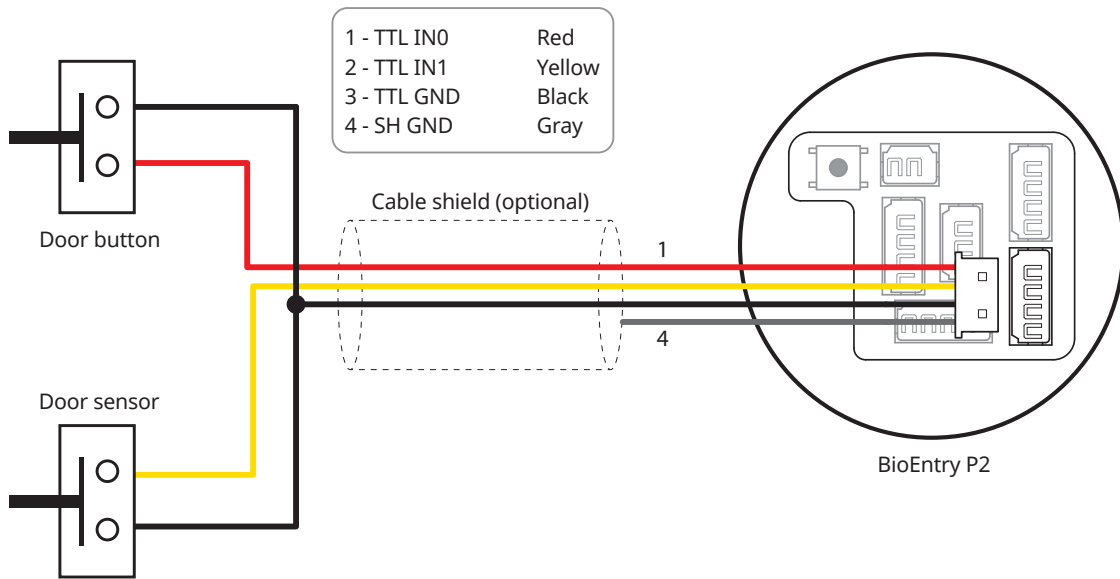 1 - TTL IN0 Red
2 - TTL IN1 Yellow
3 - TTL GND Black
4 - SH GND Gray
Cable shield (optional)
Door button
1
4
Door sensor
BioEntry P2